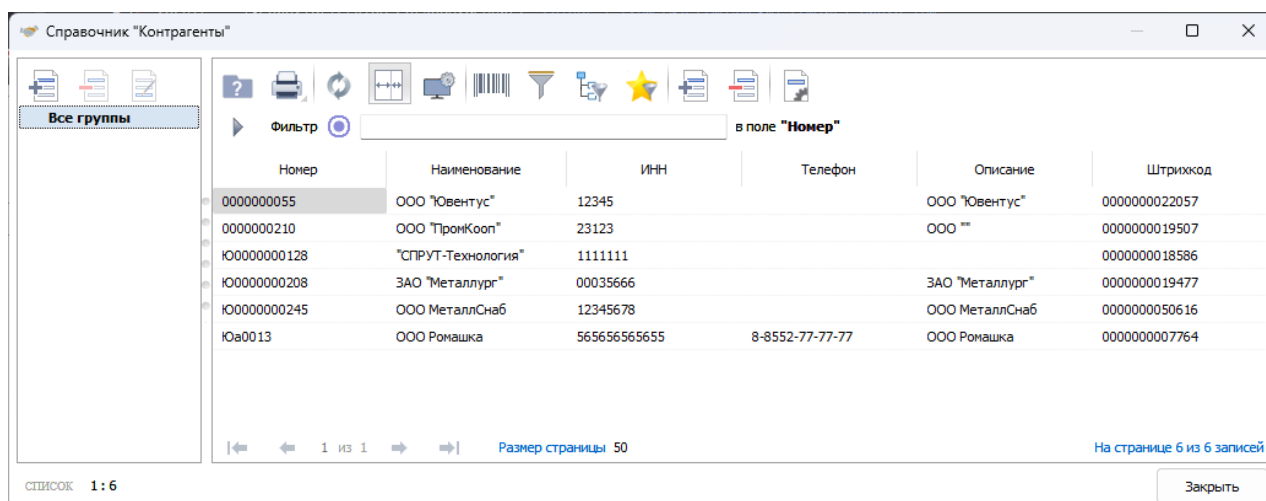 Справочник "Контрагенты"
Все группы
Фильтр в поле "Номер"
Номер Наименование ИНН Телефон Описание Штрихкод
0000000055 ООО "Ювентус" 12345 ООО "Ювентус" 0000000022057
0000000210 ООО "ПромКооп" 23123 ООО "" 0000000019507
Ю0000000128 "СПРУТ-Технология" 1111111 0000000018586
Ю0000000208 ЗАО "Металлург" 00035666 ЗАО "Металлург" 0000000019477
Ю0000000245 ООО МеталлСнаб 12345678 ООО МеталлСнаб 0000000050616
Юа0013 ООО Ромашка 565656565655 8-8552-77-77-77 ООО Ромашка 0000000007764
1 из 1 Размер страницы 50 На странице 6 из 6 записей
список 1:6 Закрыть